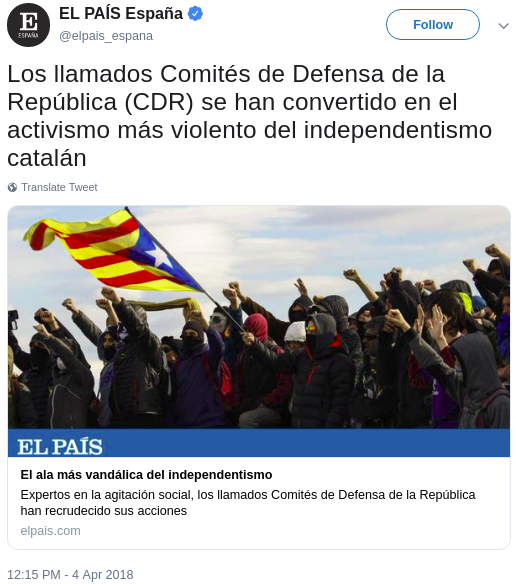 E
ESPAÑA
EL PAÍS España
@elpais_espana
Follow
Los llamados Comités de Defensa de la
República (CDR) se han convertido en el
activismo más violento del independentismo
catalán
Translate Tweet
EL PAÍS
El ala más vandálica del independentismo
Expertos en la agitación social, los llamados Comités de Defensa de la República
han recrudecido sus acciones
elpais.com
12:15 PM - 4 Apr 2018